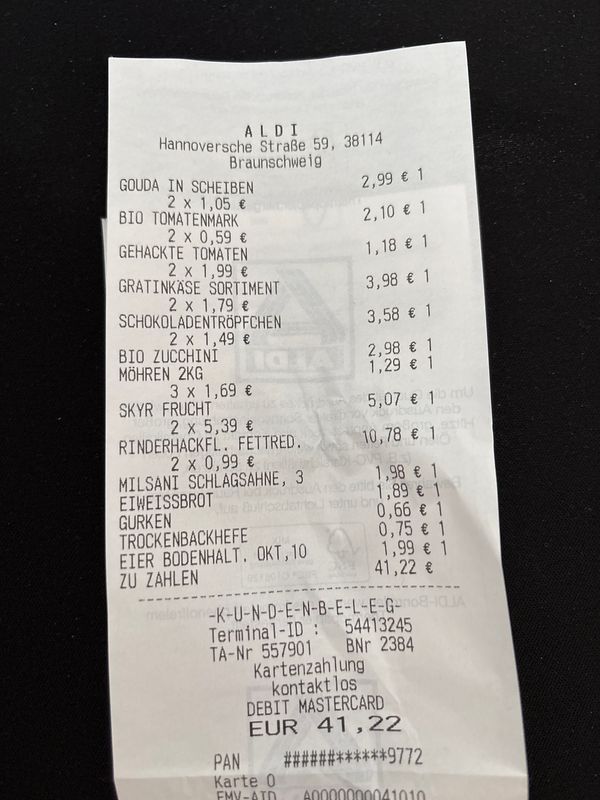 ALDI
Hannoversche Straße 59, 38114
Braunschweig
GOUDA IN SCHEIBEN 2,99 € 1
2 x 1,05 €
BIO TOMATENMARK 2,10 € 1
2 x 0,59 €
GEHACKTE TOMATEN 1,18 € 1
2 x 1,99 €
GRATINKÄSE SORTIMENT 3,98 € 1
2 x 1,79 €
SCHOKOLADENTRÖPFCHEN 3,58 € 1
2 x 1,49 €
BIO ZUCCHINI 2,98 € 1
MÖHREN 2KG 1,29 € 1
3 x 1,69 €
SKYR FRUCHT 5,07 € 1
2 x 5,39 €
RINDERHACKFL. FETTRED. 10,78 € 1
2 x 0,99 €
MILSANI SCHLAGSAHNE, 3 1,98 € 1
EIWEISSBROT 1,89 € 1
GURKEN 0,66 € 1
TROCKENBACKHEFE 0,75 € 1
EIER BODENHALT. OKT,10 1,99 € 1
ZU ZAHLEN 41,22 €
-K-U-N-D-E-N-B-E-L-E-G-
Terminal-ID : 54413245
TA-Nr 557901 BNr 2384
Kartenzahlung
kontaktlos
DEBIT MASTERCARD
EUR 41,22
PAN ######******9772
Karte 0
EMV-AID A0000000041010